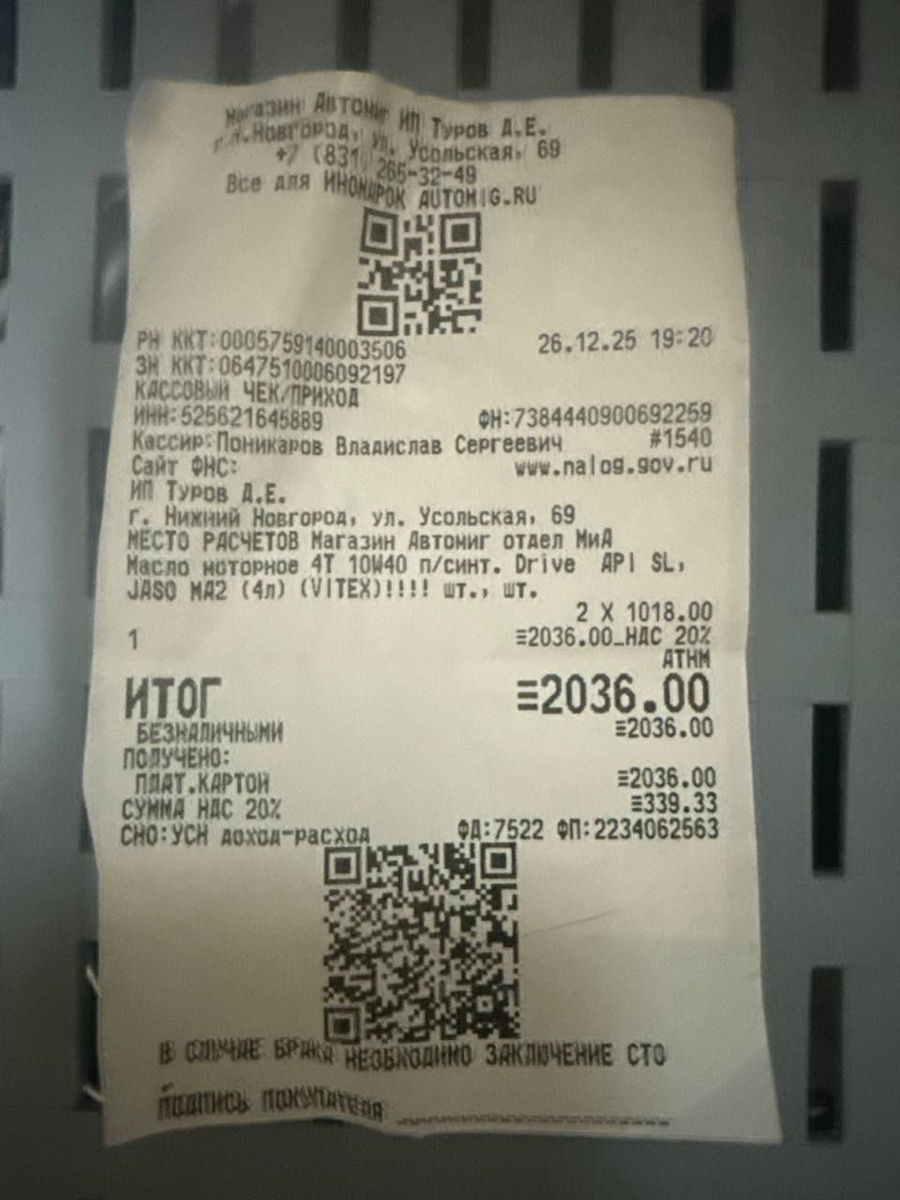 Магазин Автомиг ИП Туров Д.Е.
г.Н.Новгород, ул. Усольская, 69
+7 (831) 265-32-49
Все для ИНОМАРОК AUTOMIG.RU
РН ККТ:0005759140003506 26.12.25 19:20
ЗН ККТ:0647510006092197
КАССОВЫЙ ЧЕК/ПРИХОД
ИНН:525621645889 ФН:7384440900692259
Кассир:Поникаров Владислав Сергеевич #1540
Сайт ФНС: www.nalog.gov.ru
ИП Туров Д.Е.
г. Нижний Новгород, ул. Усольская, 69
МЕСТО РАСЧЕТОВ Магазин Автомиг отдел МиА
Масло моторное 4Т 10W40 п/синт. Drive API SL,
JASO MA2 (4л) (VITEX)!!!! шт., шт.
2 X 1018.00
1 ≡2036.00_НДС 20%
АТНМ
ИТОГ ≡2036.00
БЕЗНАЛИЧНЫМИ ≡2036.00
ПОЛУЧЕНО:
ПЛАТ.КАРТОЙ ≡2036.00
СУММА НДС 20% ≡339.33
СНО:УСН доход-расход ФД:7522 ФП:2234062563
В СЛУЧАЕ БРАКА НЕОБХОДИМО ЗАКЛЮЧЕНИЕ СТО
ПОДПИСЬ ПОКУПАТЕЛЯ